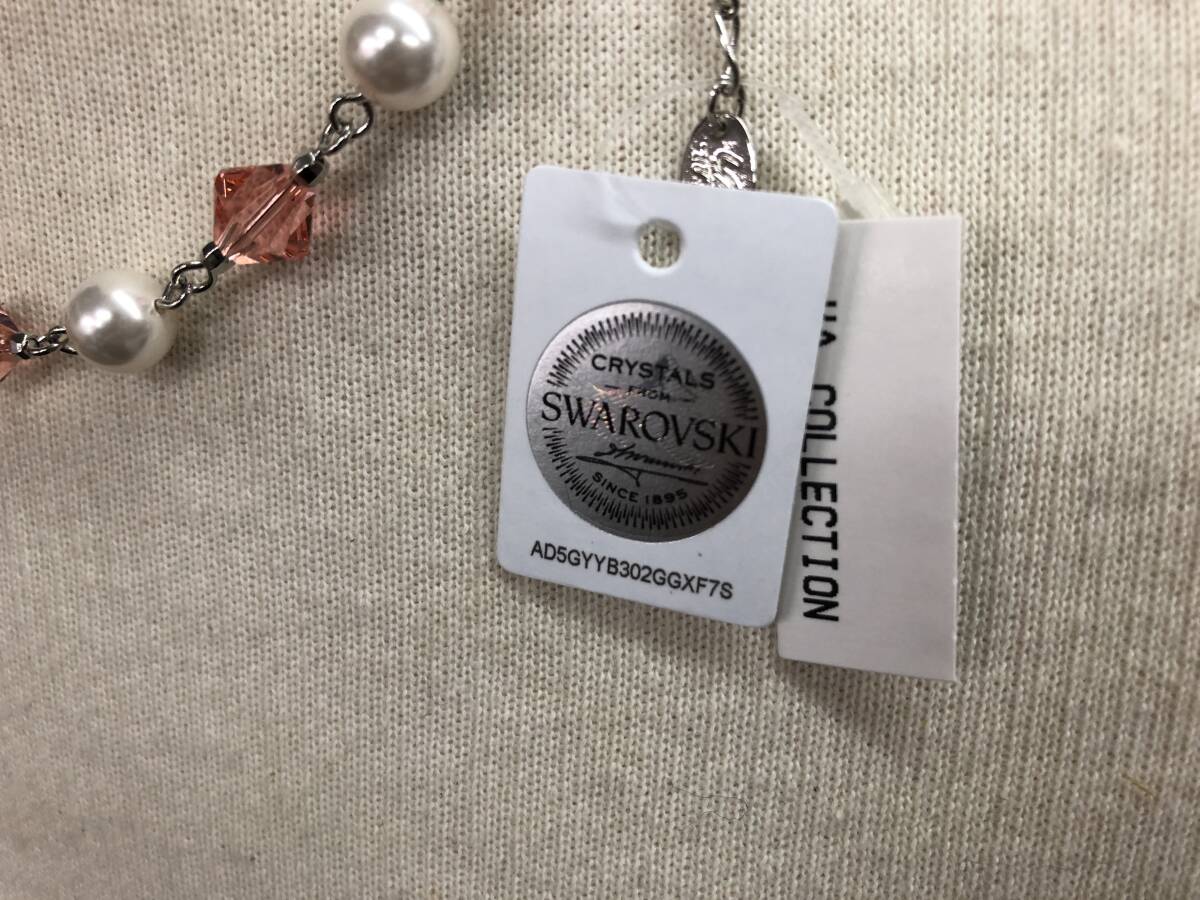 CRYSTALS
FROM
SWAROVSKI
SINCE 1895
AD5GYYB302GGXF7S
COLLECTION